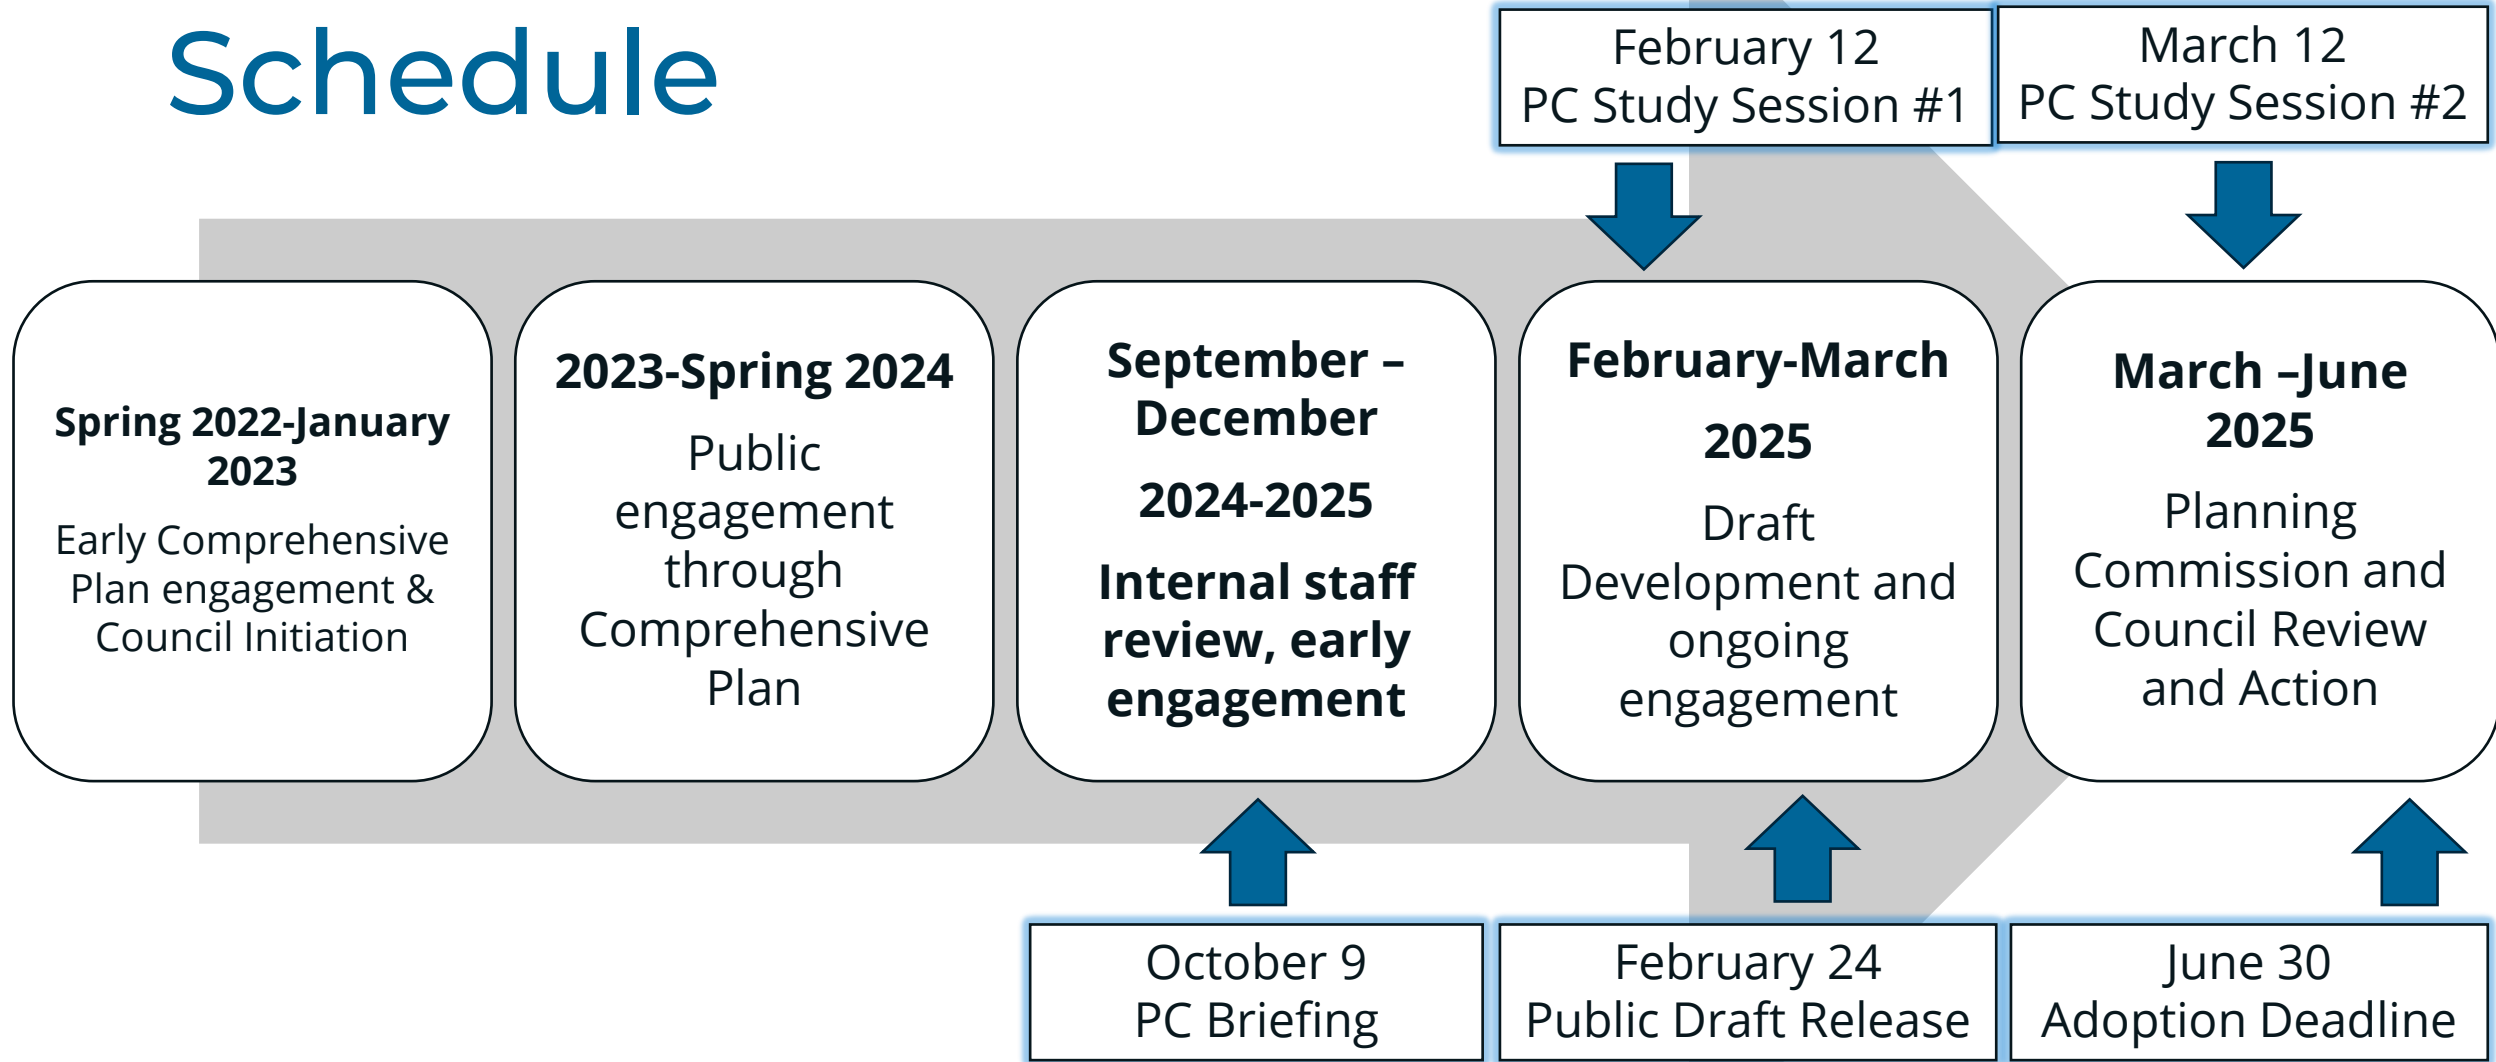 Schedule
February 12
PC Study Session #1
March 12
PC Study Session #2
Spring 2022-January
2023
Early Comprehensive
Plan engagement &
Council Initiation
2023-Spring 2024
Public
engagement
through
Comprehensive
Plan
September –
December
2024-2025
Internal staff
review, early
engagement
February-March
2025
Draft
Development and
ongoing
engagement
March –June
2025
Planning
Commission and
Council Review
and Action
October 9
PC Briefing
February 24
Public Draft Release
June 30
Adoption Deadline